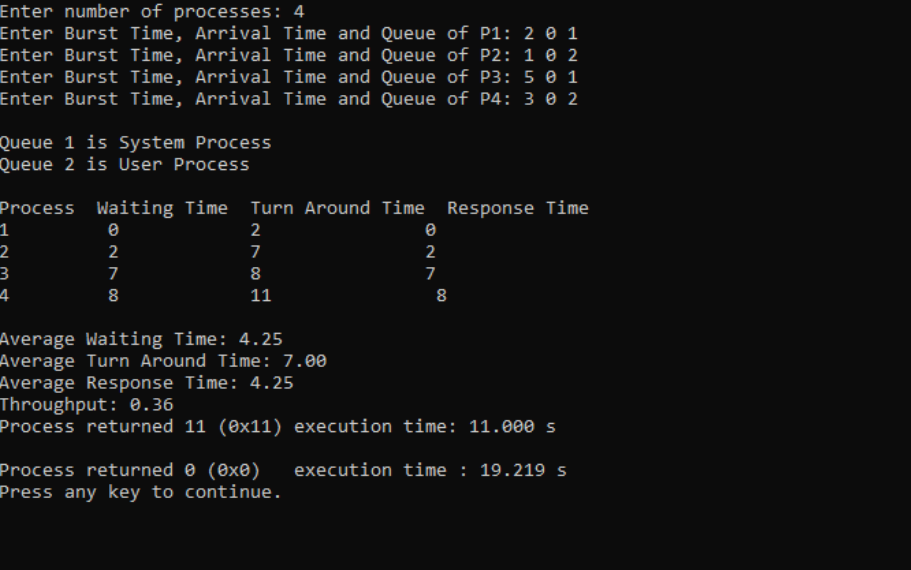 Enter number of processes: 4
Enter Burst Time, Arrival Time and Queue of P1: 2 0 1
Enter Burst Time, Arrival Time and Queue of P2: 1 0 2
Enter Burst Time, Arrival Time and Queue of P3: 5 0 1
Enter Burst Time, Arrival Time and Queue of P4: 3 0 2
Queue 1 is System Process
Queue 2 is User Process
Process  Waiting Time  Turn Around Time  Response Time
1         0            2               0
2         2            7               2
3         7            8               7
4         8            11               8
Average Waiting Time: 4.25
Average Turn Around Time: 7.00
Average Response Time: 4.25
Throughput: 0.36
Process returned 11 (0x11) execution time: 11.000 s
Process returned 0 (0x0)   execution time : 19.219 s
Press any key to continue.